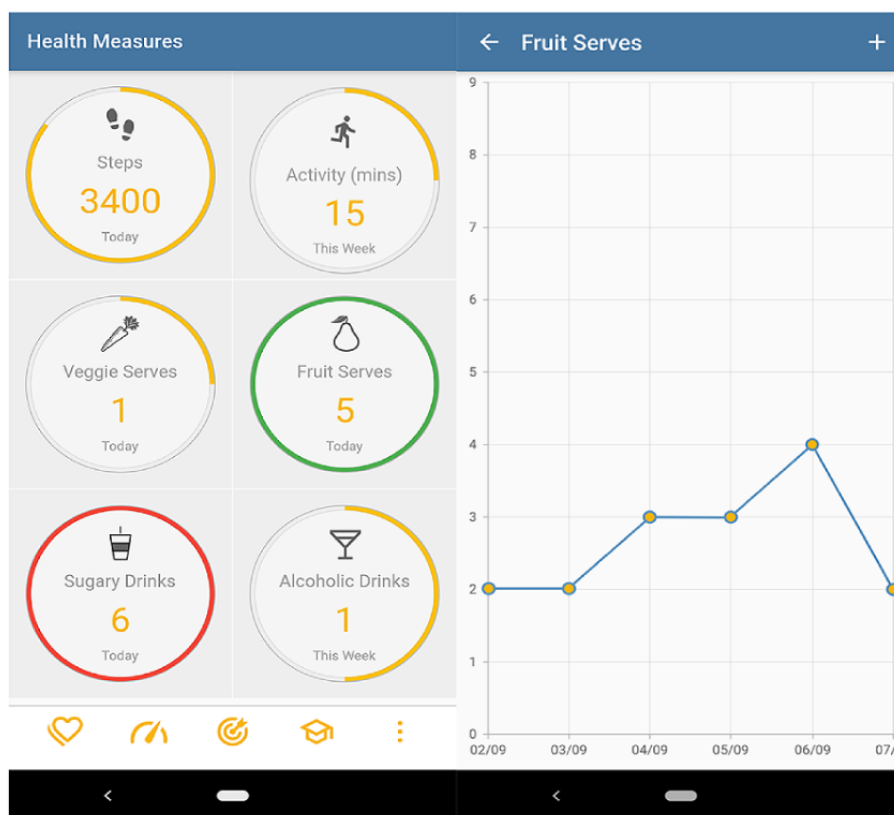 Health Measures
Steps
3400
Today
Activity (mins)
15
This Week
Veggie Serves
1
Today
Fruit Serves
5
Today
Sugary Drinks
6
Today
Alcoholic Drinks
1
This Week
Fruit Serves
9
8
7
6
5
4
3
2
1
0
02/09 03/09 04/09 05/09 06/09 07/